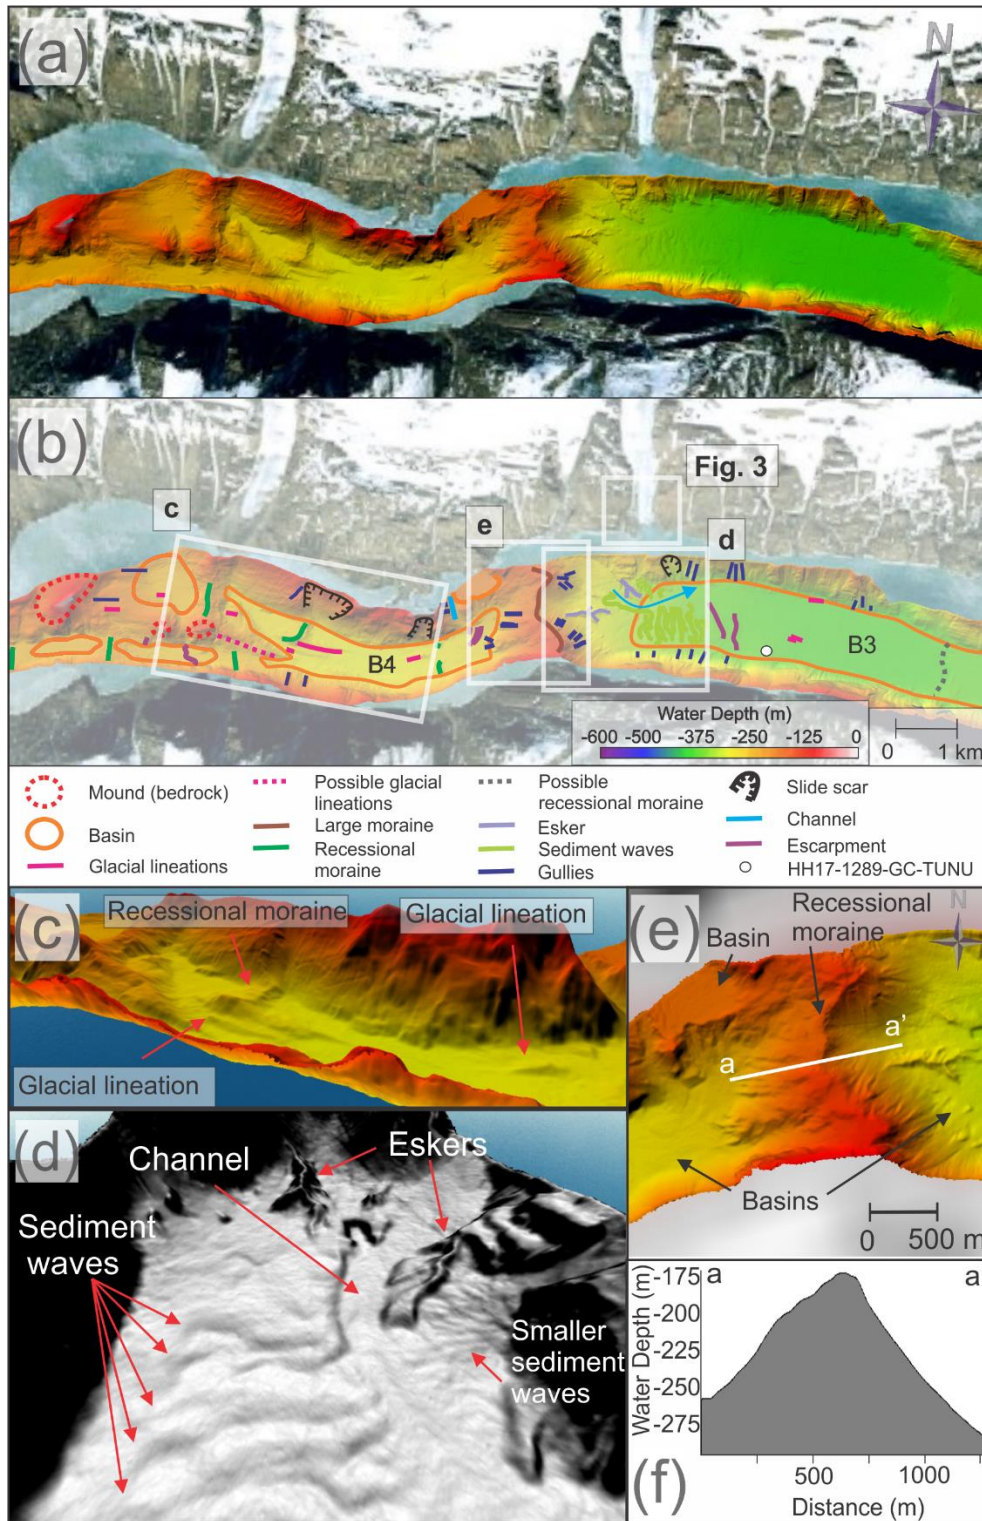 (a)
N
(b)
Fig. 3
c
e
d
B4
B3
Water Depth (m)
-600 -500 -375 -250 -125 0
0 1 km
Mound (bedrock)
Basin
Glacial lineations
Possible glacial
lineations
Large moraine
Recessional
moraine
Possible
recessional moraine
Esker
Sediment waves
Gullies
Slide scar
Channel
Escarpment
HH17-1289-GC-TUNU
(c)
Recessional moraine
Glacial lineation
Glacial lineation
(d)
Channel
Eskers
Sediment
waves
Smaller
sediment
waves
(e)
Recessional
moraine
N
Basin
a
a'
Basins
0 500 m
(f)
a
a
Water Depth (m)
-175
-200
-225
-250
-275
500 1000
Distance (m)